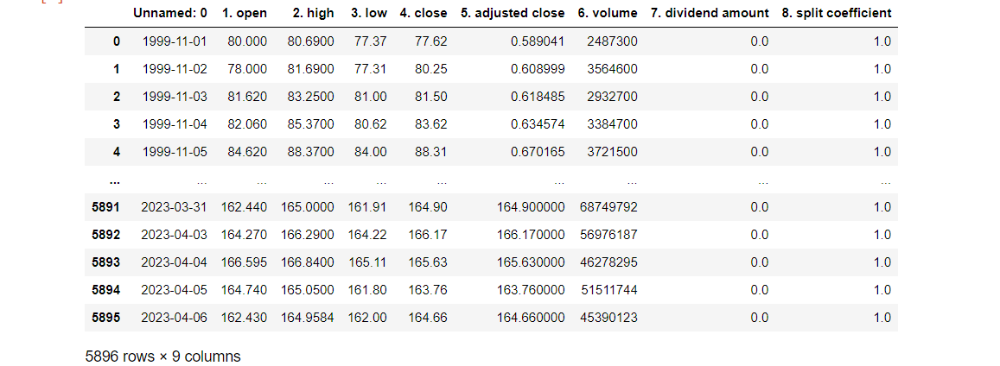 Unnamed: 0 1. open 2. high 3. low 4. close 5. adjusted close 6. volume 7. dividend amount 8. split coefficient
0 1999-11-01 80.000 80.6900 77.37 77.62 0.589041 2487300 0.0 1.0
1 1999-11-02 78.000 81.6900 77.31 80.25 0.608999 3564600 0.0 1.0
2 1999-11-03 81.620 83.2500 81.00 81.50 0.618485 2932700 0.0 1.0
3 1999-11-04 82.060 85.3700 80.62 83.62 0.634574 3384700 0.0 1.0
4 1999-11-05 84.620 88.3700 84.00 88.31 0.670165 3721500 0.0 1.0
... ... ... ... ... ... ... ... ... ...
5891 2023-03-31 162.440 165.0000 161.91 164.90 164.900000 68749792 0.0 1.0
5892 2023-04-03 164.270 166.2900 164.22 166.17 166.170000 56976187 0.0 1.0
5893 2023-04-04 166.595 166.8400 165.11 165.63 165.630000 46278295 0.0 1.0
5894 2023-04-05 164.740 165.0500 161.80 163.76 163.760000 51511744 0.0 1.0
5895 2023-04-06 162.430 164.9584 162.00 164.66 164.660000 45390123 0.0 1.0
5896 rows × 9 columns